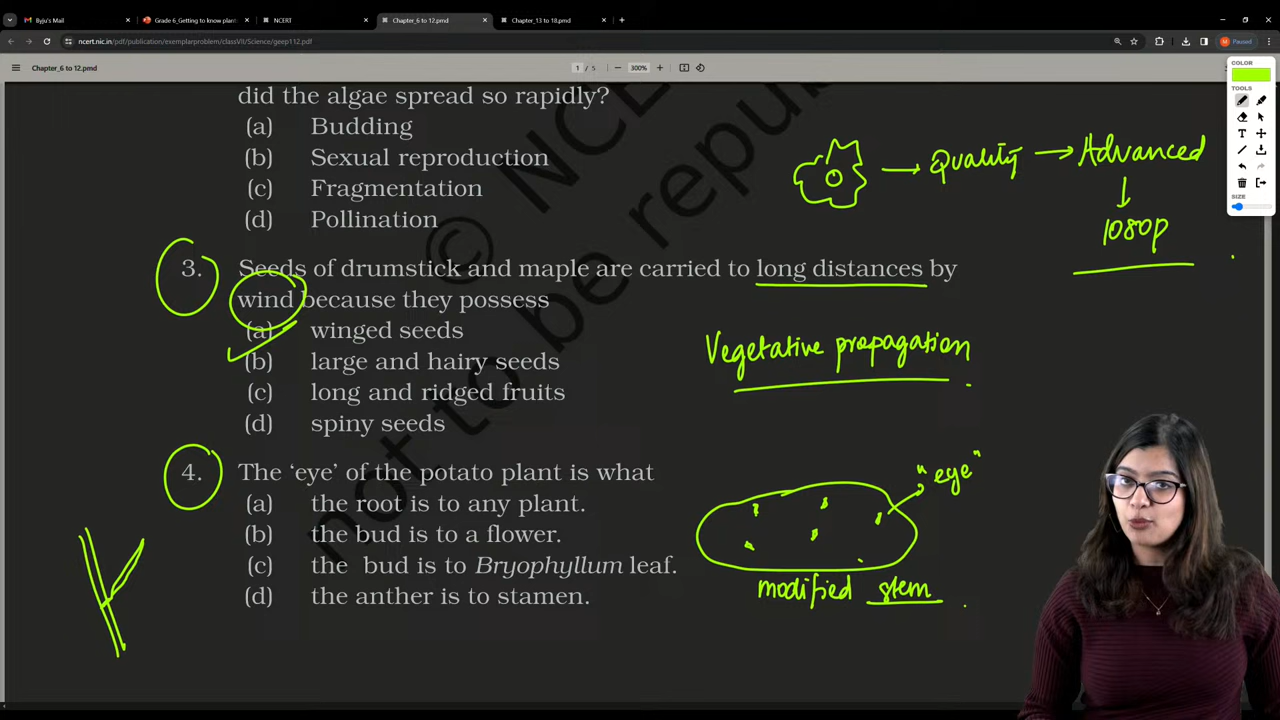 Byju's Mail
Grade 6_Getting to know plants
NCERT
Chapter_6 to 12.pmd
Chapter_13 to 18.pmd
ncert.nic.in/pdf/publication/exemplarproblem/classVII/Science/geep112.pdf
Paused
Chapter_6 to 12.pmd
1 / 5
300%
COLOR
TOOLS
SIZE
did the algae spread so rapidly?
(a) Budding
(b) Sexual reproduction
(c) Fragmentation
(d) Pollination
Quality → Advanced
1080p
3. Seeds of drumstick and maple are carried to long distances by
wind because they possess
(a) winged seeds
(b) large and hairy seeds
(c) long and ridged fruits
(d) spiny seeds
Vegetative propagation
4. The ‘eye’ of the potato plant is what
(a) the root is to any plant.
(b) the bud is to a flower.
(c) the bud is to Bryophyllum leaf.
(d) the anther is to stamen.
"eye"
modified stem
© NCE
not to be republ